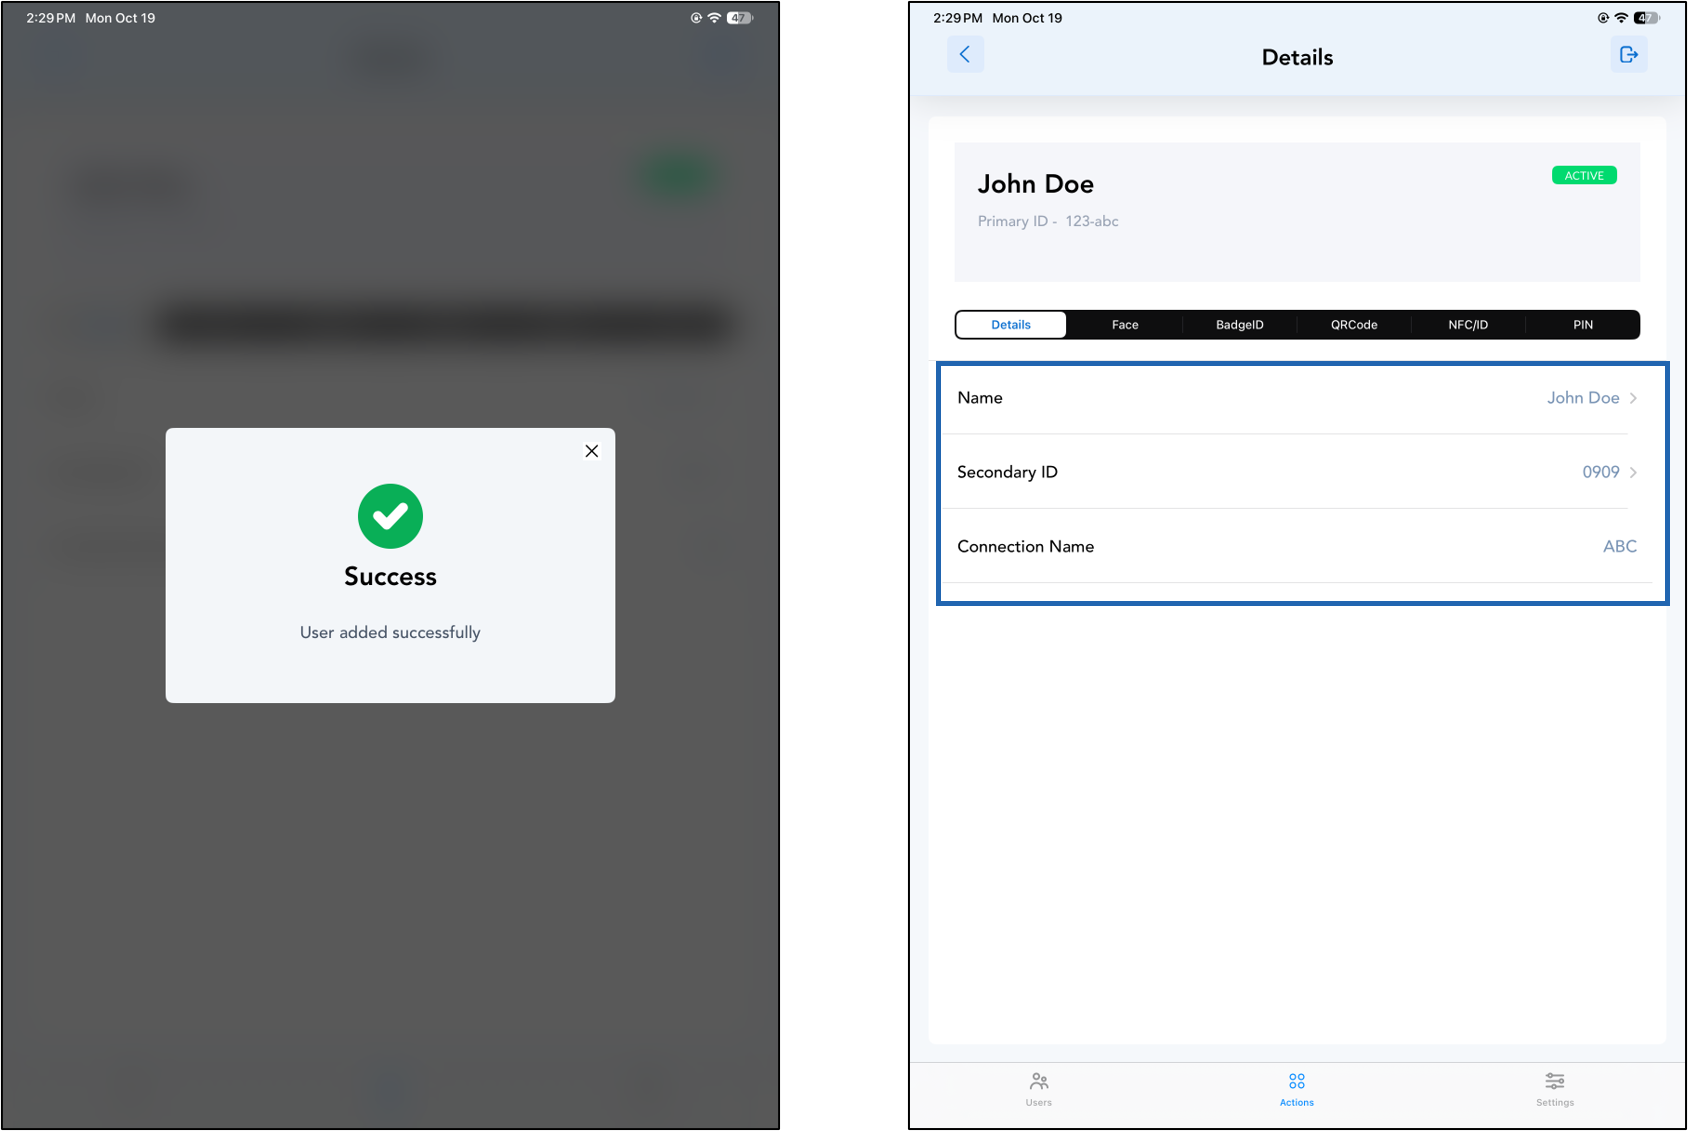 2:29 PM Mon Oct 19
47
Success
User added successfully
2:29 PM Mon Oct 19
47
Details
John Doe
ACTIVE
Primary ID - 123-abc
Details Face BadgeID QRCode NFC/ID PIN
Name John Doe
Secondary ID 0909
Connection Name ABC
Users Actions Settings